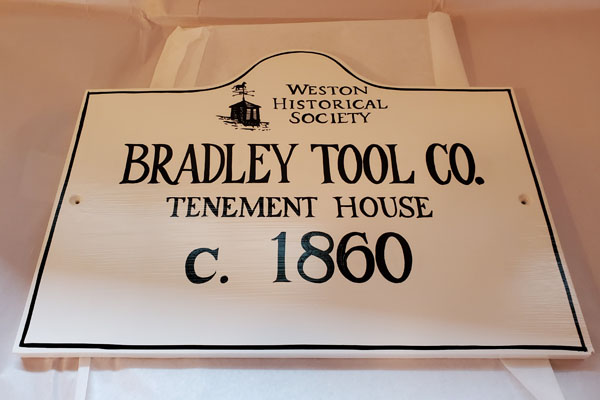 WESTON
HISTORICAL
SOCIETY
BRADLEY TOOL CO.
TENEMENT HOUSE
c. 1860